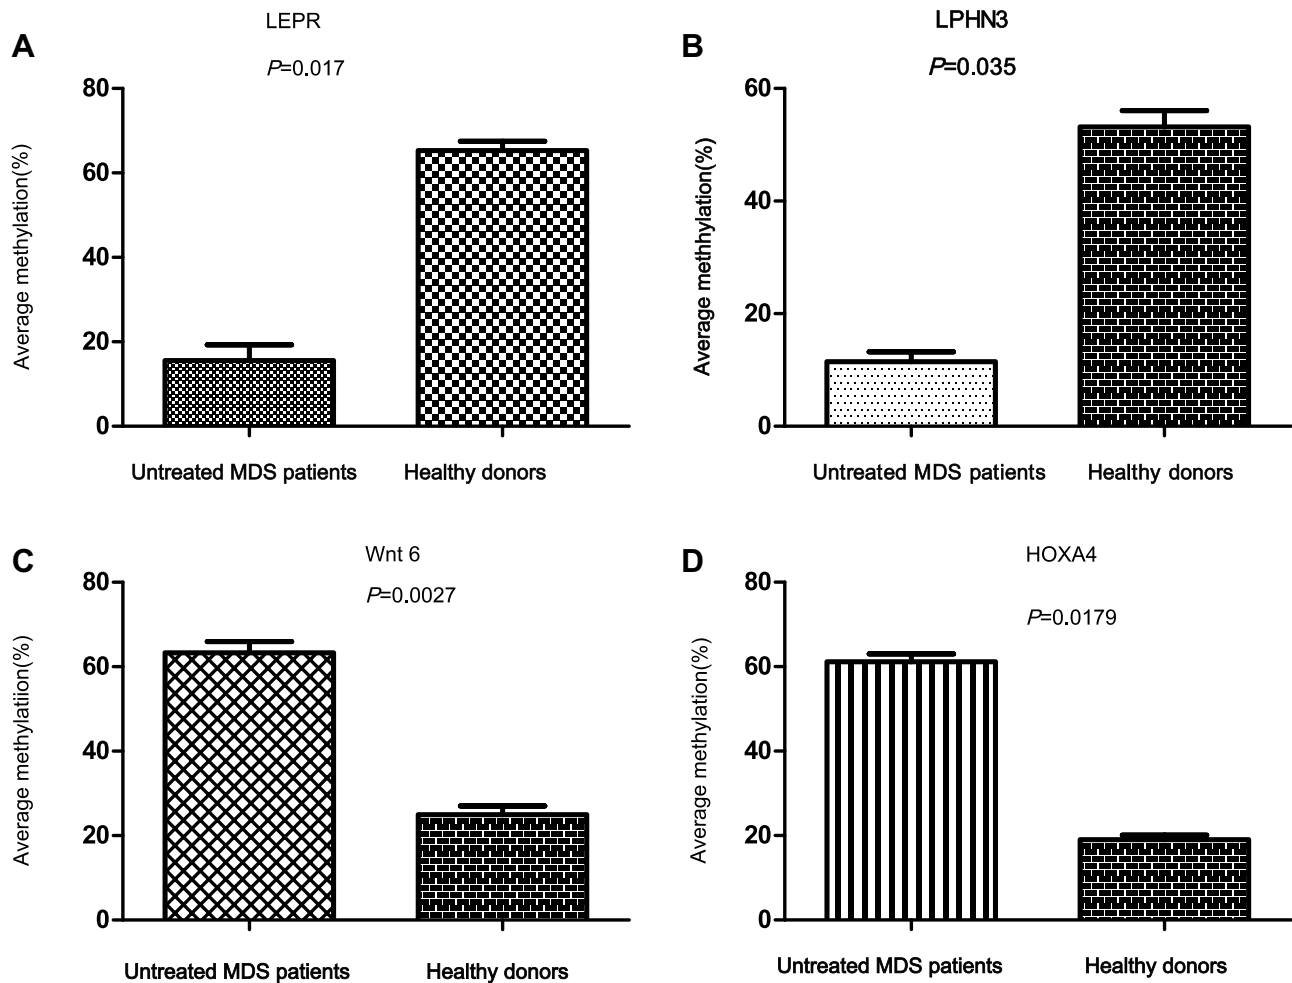 A
LEPR
P=0.017
Average methylation(%)
80
60
40
20
0
Untreated MDS patients
Healthy donors
B
LPHN3
P=0.035
Average methhylation(%)
60
40
20
0
Untreated MDS patients
Healthy donors
C
Wnt 6
P=0.0027
Average methylatiion(%)
80
60
40
20
0
Untreated MDS patients
Healthy donors
D
HOXA4
P=0.0179
Average methylation(%)
80
60
40
20
0
Untreated MDS patients
Healthy donors